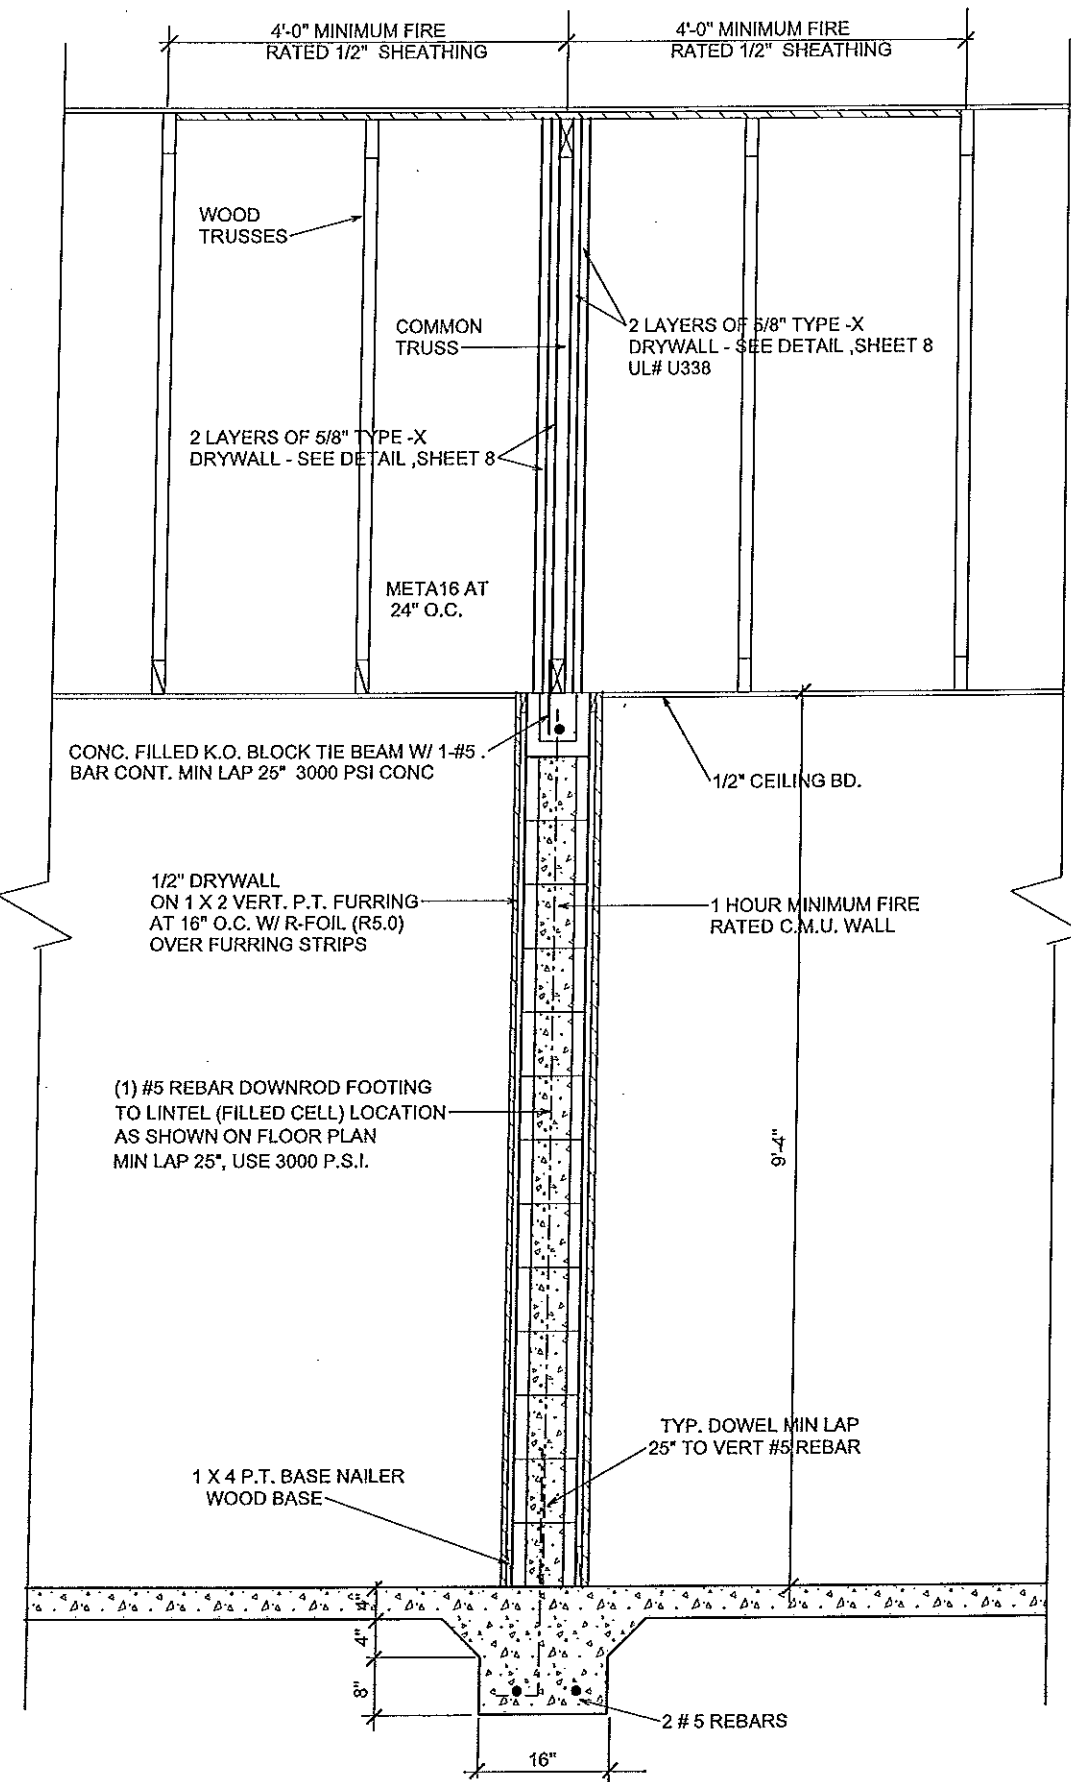 4'-0" MINIMUM FIRE
RATED 1/2" SHEATHING
4'-0" MINIMUM FIRE
RATED 1/2" SHEATHING
WOOD
TRUSSES
COMMON
TRUSS
2 LAYERS OF 5/8" TYPE -X
DRYWALL - SEE DETAIL ,SHEET 8
UL# U338
2 LAYERS OF 5/8" TYPE -X
DRYWALL - SEE DETAIL ,SHEET 8
META16 AT
24" O.C.
CONC. FILLED K.O. BLOCK TIE BEAM W/ 1-#5
BAR CONT. MIN LAP 25" 3000 PSI CONC
1/2" CEILING BD.
1/2" DRYWALL
ON 1 X 2 VERT. P.T. FURRING
AT 16" O.C. W/ R-FOIL (R5.0)
OVER FURRING STRIPS
1 HOUR MINIMUM FIRE
RATED C.M.U. WALL
(1) #5 REBAR DOWNROD FOOTING
TO LINTEL (FILLED CELL) LOCATION
AS SHOWN ON FLOOR PLAN
MIN LAP 25", USE 3000 P.S.I.
9'-4"
TYP. DOWEL MIN LAP
25" TO VERT #5 REBAR
1 X 4 P.T. BASE NAILER
WOOD BASE
4"
4"
8"
2 # 5 REBARS
16"